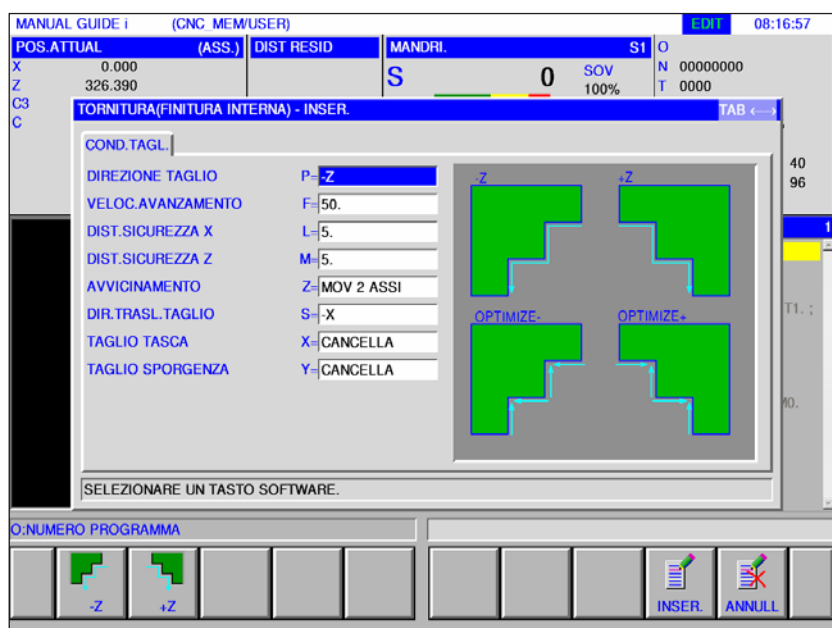 MANUAL GUIDE i (CNC_MEM/USER) EDIT 08:16:57
POS.ATTUAL (ASS.) DIST RESID MANDRI. S1 O
X 0.000
Z 326.390
C3
C
S 0 SOV 100%
N 00000000
T 0000
40
96
1
TORNITURA(FINITURA INTERNA) - INSER. TAB ←→
COND.TAGL.
DIREZIONE TAGLIO P= -Z
VELOC.AVANZAMENTO F= 50.
DIST.SICUREZZA X L= 5.
DIST.SICUREZZA Z M= 5.
AVVICINAMENTO Z= MOV 2 ASSI
DIR.TRASL.TAGLIO S= -X
TAGLIO TASCA X= CANCELLA
TAGLIO SPORGENZA Y= CANCELLA
-Z +Z
OPTIMIZE- OPTIMIZE+
T1. ;
M0.
SELEZIONARE UN TASTO SOFTWARE.
O:NUMERO PROGRAMMA
-Z +Z INSER. ANNULL